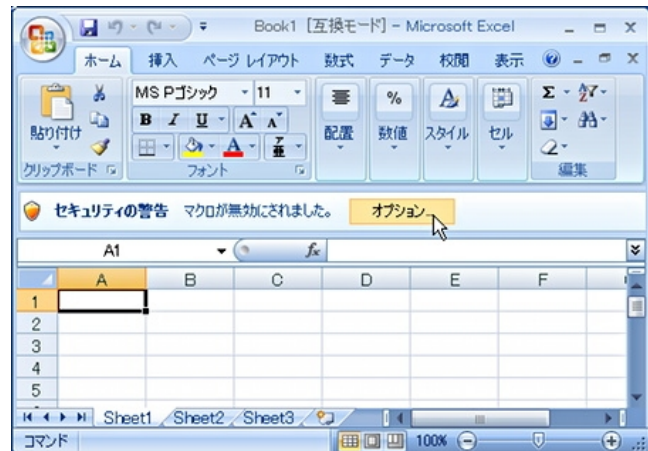 Book1 [互換モード] - Microsoft Excel
ホーム 挿入 ページ レイアウト 数式 データ 校閲 表示
貼り付け
クリップボード
MS Pゴシック 11
B I U A A
A 亜
フォント
配置
% 数値
A スタイル
セル
Σ
編集
セキュリティの警告 マクロが無効にされました。 オプション...
A1 fx
A B C D E F
1
2
3
4
5
Sheet1 Sheet2 Sheet3
コマンド 100%